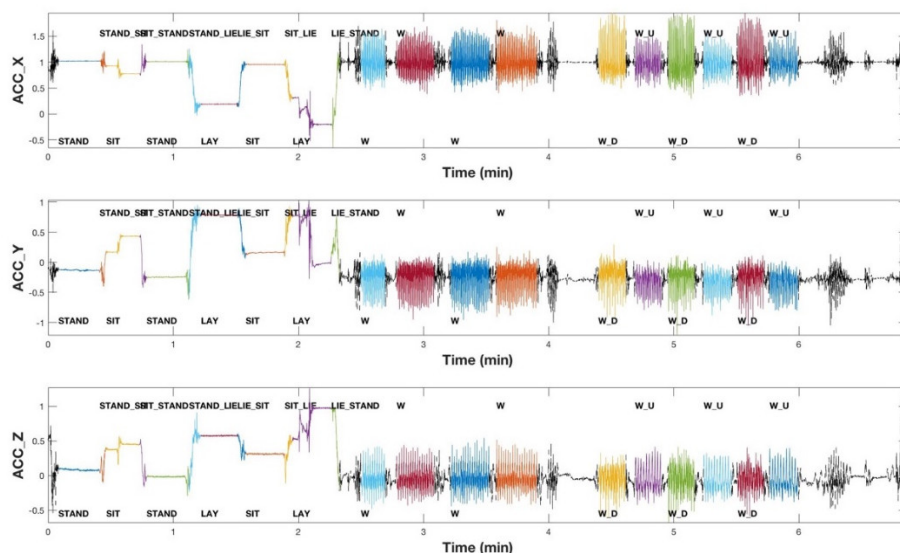 STAND_SIT SIT_STAND STAND_LIE LIE_SIT SIT_LIE LIE_STAND W W W_U W_U W_U
1.5
1
0.5
0
-0.5
ACC_X
STAND SIT STAND LAY SIT LAY W W W_D W_D W_D
0 1 2 3 4 5 6
Time (min)
STAND_SIT SIT_STAND STAND_LIE LIE_SIT SIT_LIE LIE_STAND W W W_U W_U W_U
1
0.5
0
-0.5
-1
ACC_Y
STAND SIT STAND LAY SIT LAY W W W_D W_D W_D
0 1 2 3 4 5 6
Time (min)
STAND_SIT SIT_STAND STAND_LIE LIE_SIT SIT_LIE LIE_STAND W W W_U W_U W_U
1
0.5
0
-0.5
ACC_Z
STAND SIT STAND LAY SIT LAY W W W_D W_D W_D
0 1 2 3 4 5 6
Time (min)